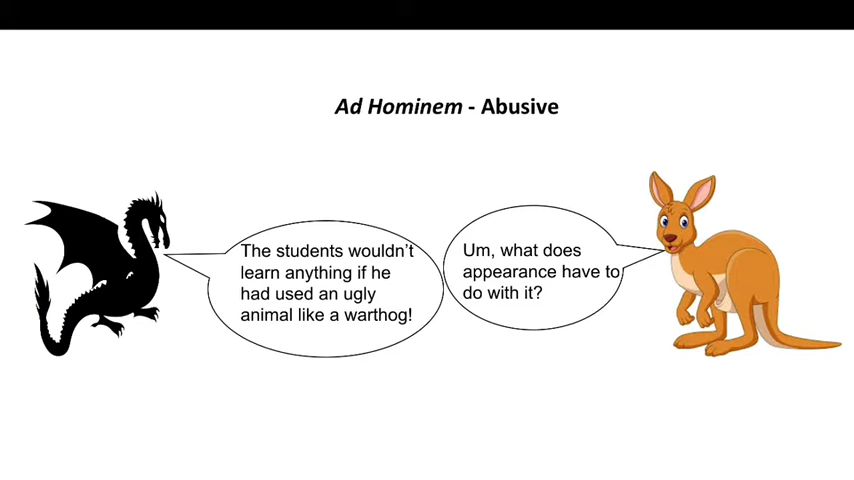 Ad Hominem - Abusive
The students wouldn't
learn anything if he
had used an ugly
animal like a warthog!
Um, what does
appearance have to
do with it?